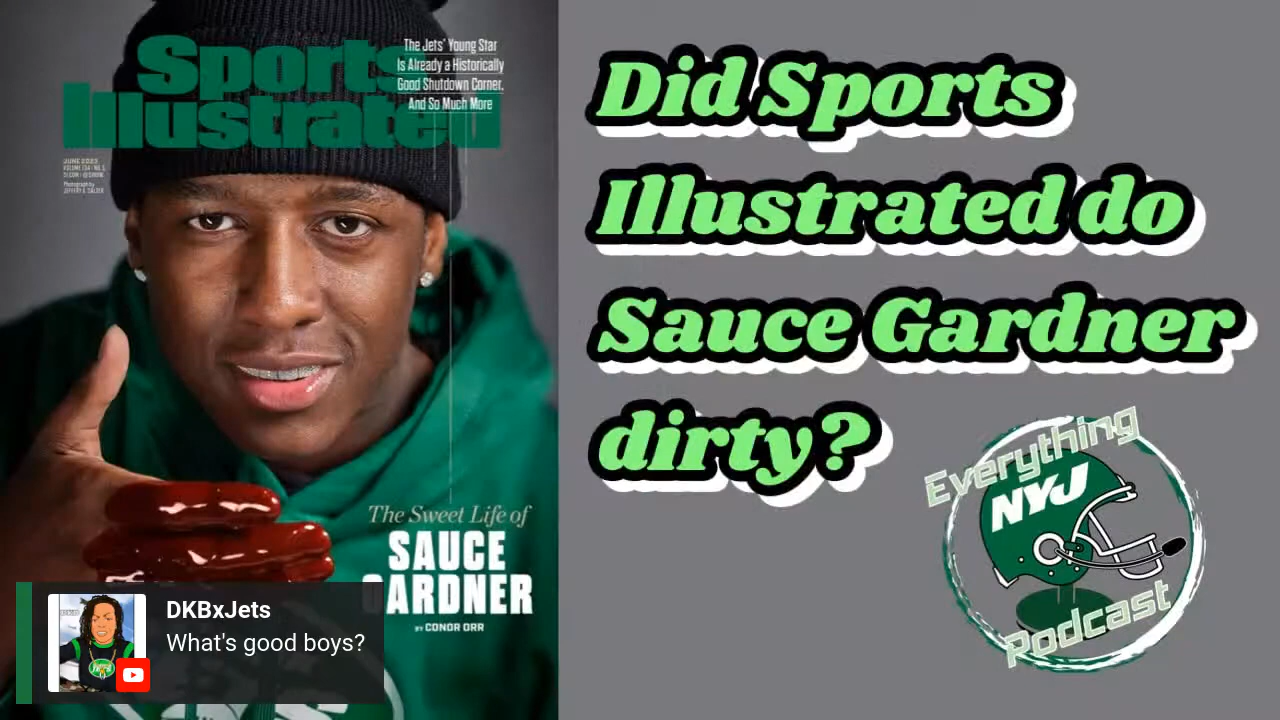 Sports
Illustrated
The Jets' Young Star
Is Already a Historically
Good Shutdown Corner,
And So Much More
JUNE 2023
The Sweet Life of
SAUCE
GARDNER
BY CONOR ORR
DKBxJets
What's good boys?
Did Sports
Illustrated do
Sauce Gardner
dirty?
Everything
NYJ
Podcast